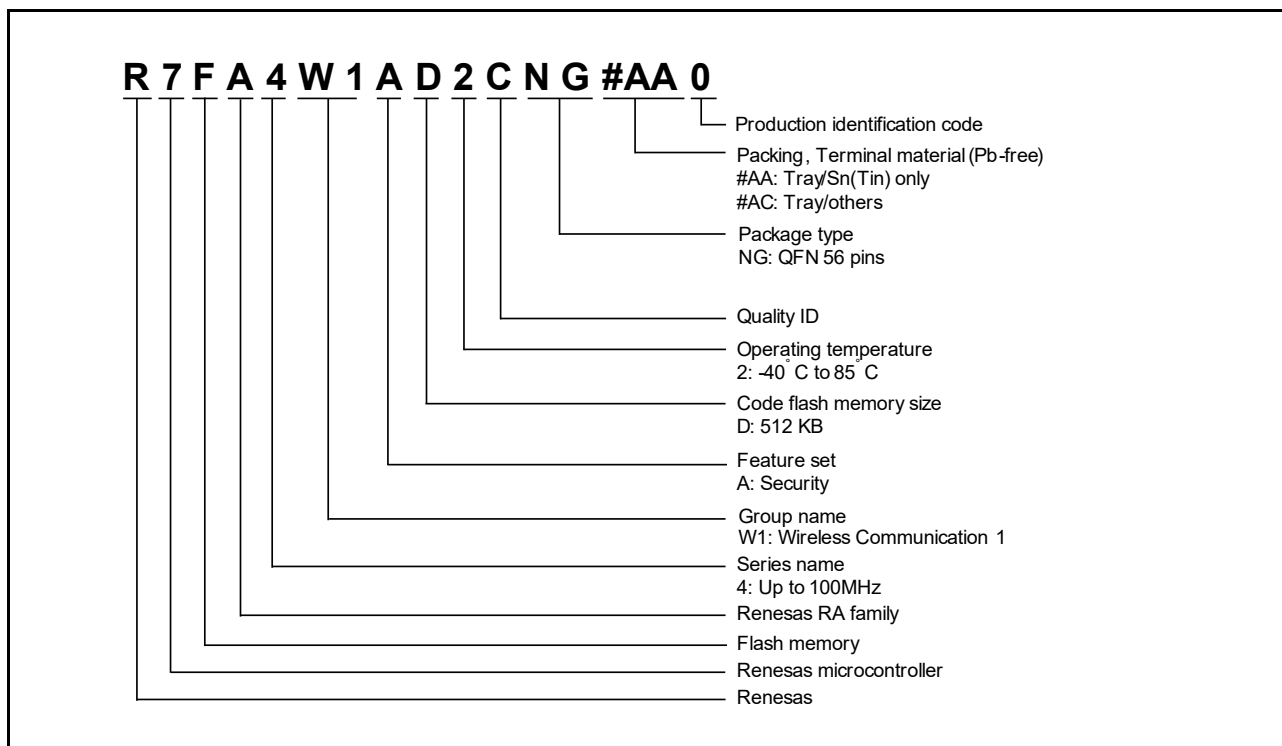 R 7 F A 4 W 1 A D 2 C N G #AA 0
Production identification code
Packing, Terminal material (Pb-free)
#AA: Tray/Sn(Tin) only
#AC: Tray/others
Package type
NG: QFN 56 pins
Quality ID
Operating temperature
2: -40° C to 85° C
Code flash memory size
D: 512 KB
Feature set
A: Security
Group name
W1: Wireless Communication 1
Series name
4: Up to 100MHz
Renesas RA family
Flash memory
Renesas microcontroller
Renesas